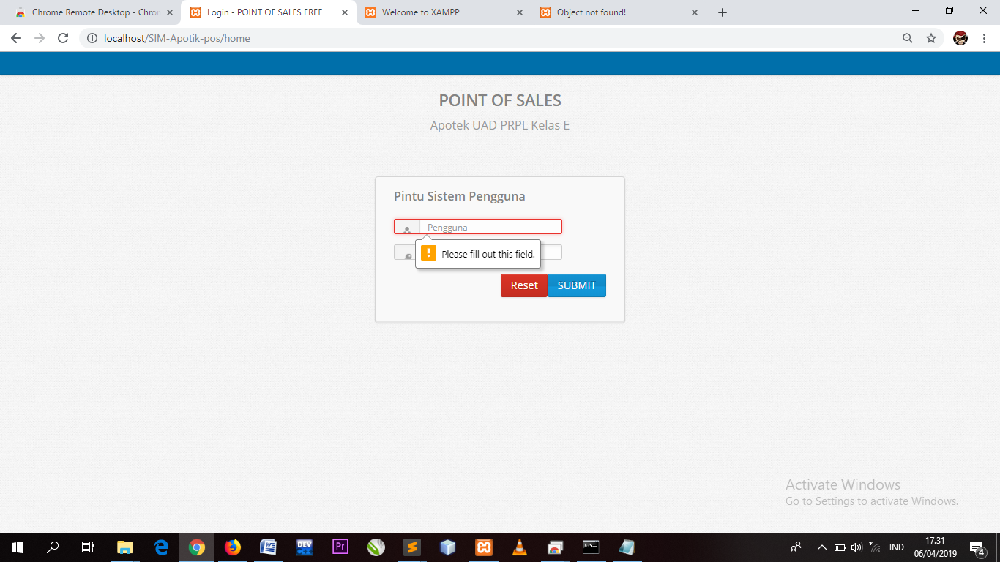 Chrome Remote Desktop - Chron
Login - POINT OF SALES FREE
Welcome to XAMPP
Object not found!
localhost/SIM-Apotik-pos/home
POINT OF SALES
Apotek UAD PRPL Kelas E
Pintu Sistem Pengguna
Pengguna
Please fill out this field.
Reset
SUBMIT
Activate Windows
Go to Settings to activate Windows.
DEV
Pr
IND
17.31
06/04/2019
4